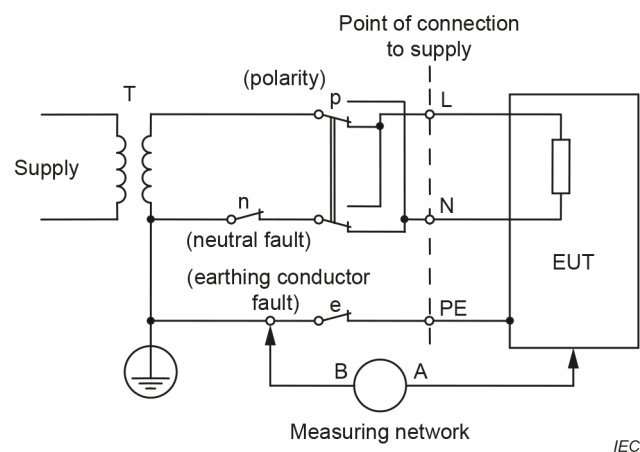 Point of connection
to supply
T
(polarity)
p
L
Supply
n
N
(neutral fault)
EUT
(earthing conductor
fault)
e
PE
B
A
Measuring network
IEC